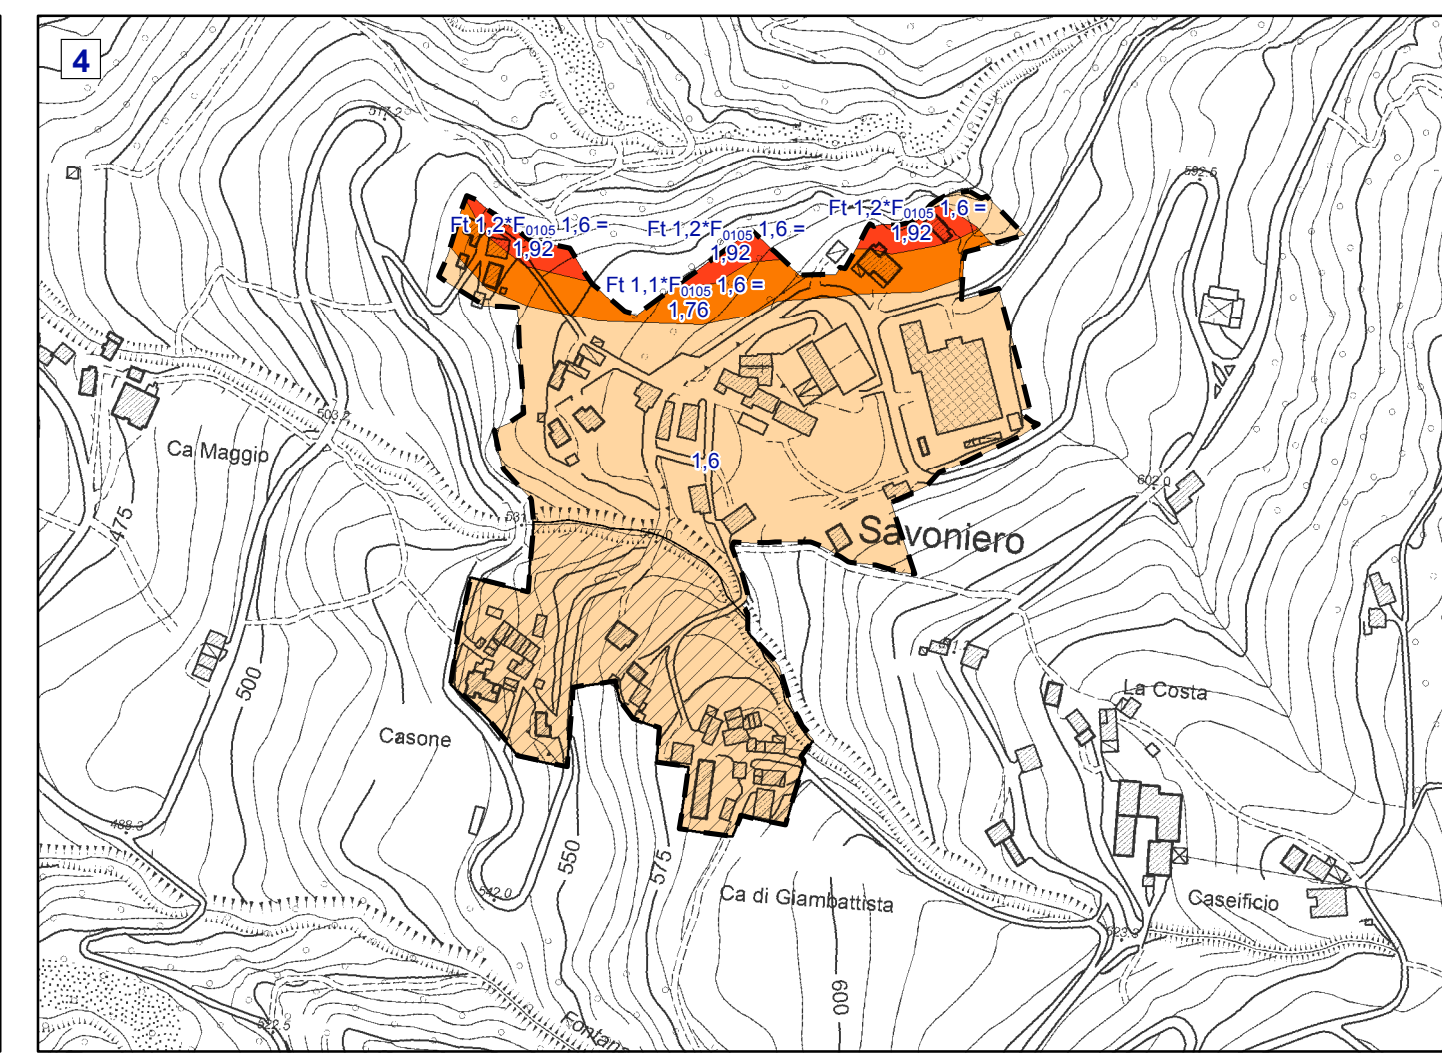 4
517.2
592.6
Ft 1,2*F0105 1,6 =
1,92
Ft 1,2*F0105 1,6 =
1,92
Ft 1,2*F0105 1,6 =
1,92
Ft 1,1*F0105 1,6 =
1,76
503.2
Ca Maggio
1,6
475
602.0
Savoniero
500
La Costa
Casone
488.3
550
575
542.0
Ca di Giambattista
Caseificio
523.3
600
522.5